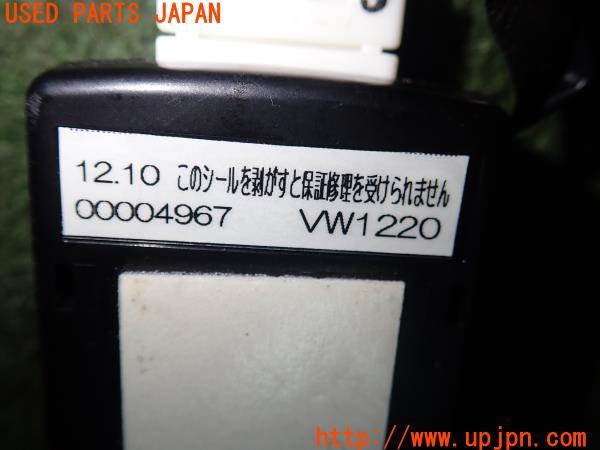 USED PARTS JAPAN
12.10 このシールを剥がすと保証修理を受けられません
00004967 VW1220
UPJ
http://www.upjpn.com/